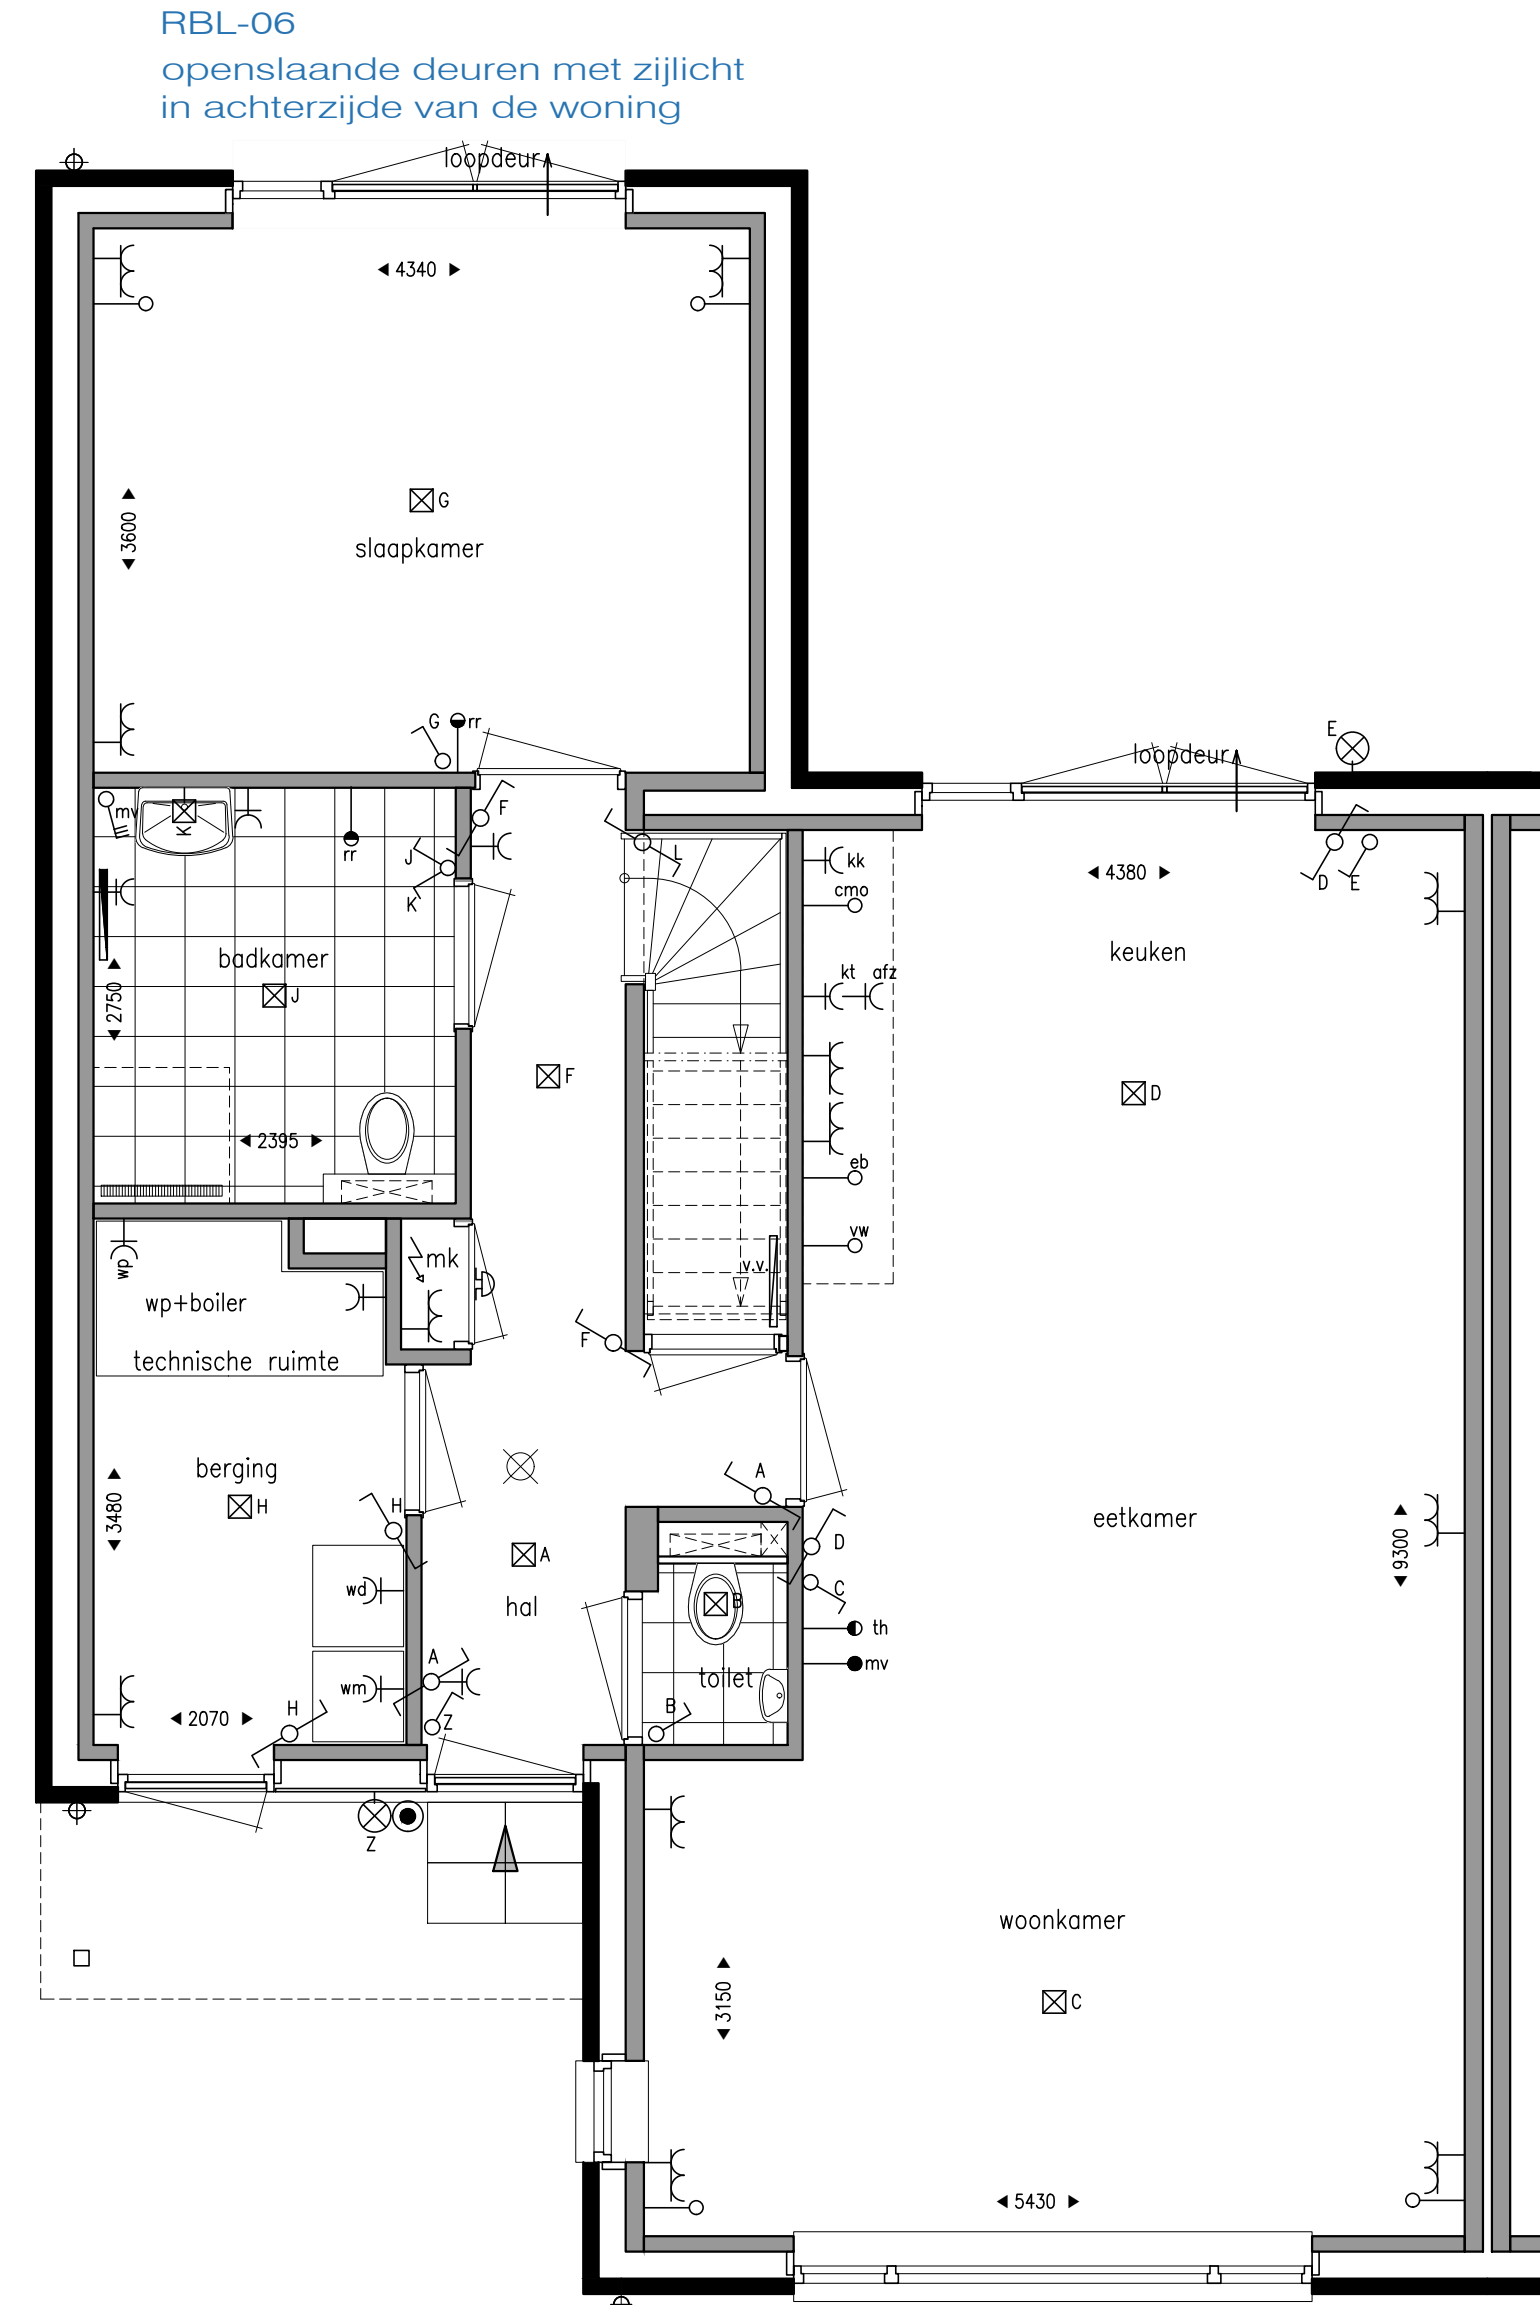 RBL-06
openslaande deuren met zijlicht
in achterzijde van de woning
loopdeur
4340
G
3600
slaapkamer
G rr
E
loopdeur
mv
K
rr
F
J
K
L
kk
cmo
4380
D E
badkamer
keuken
J
2750
kt afz
F
D
2395
eb
vw
mk
v.v.
wp
wp+boiler
F
technische ruimte
berging
A
H
H
3480
D
A
eetkamer
9300
wd
hal
C
B
th
toilet
mv
A
wm
B
H
2070
Z
Z
woonkamer
3150
C
5430